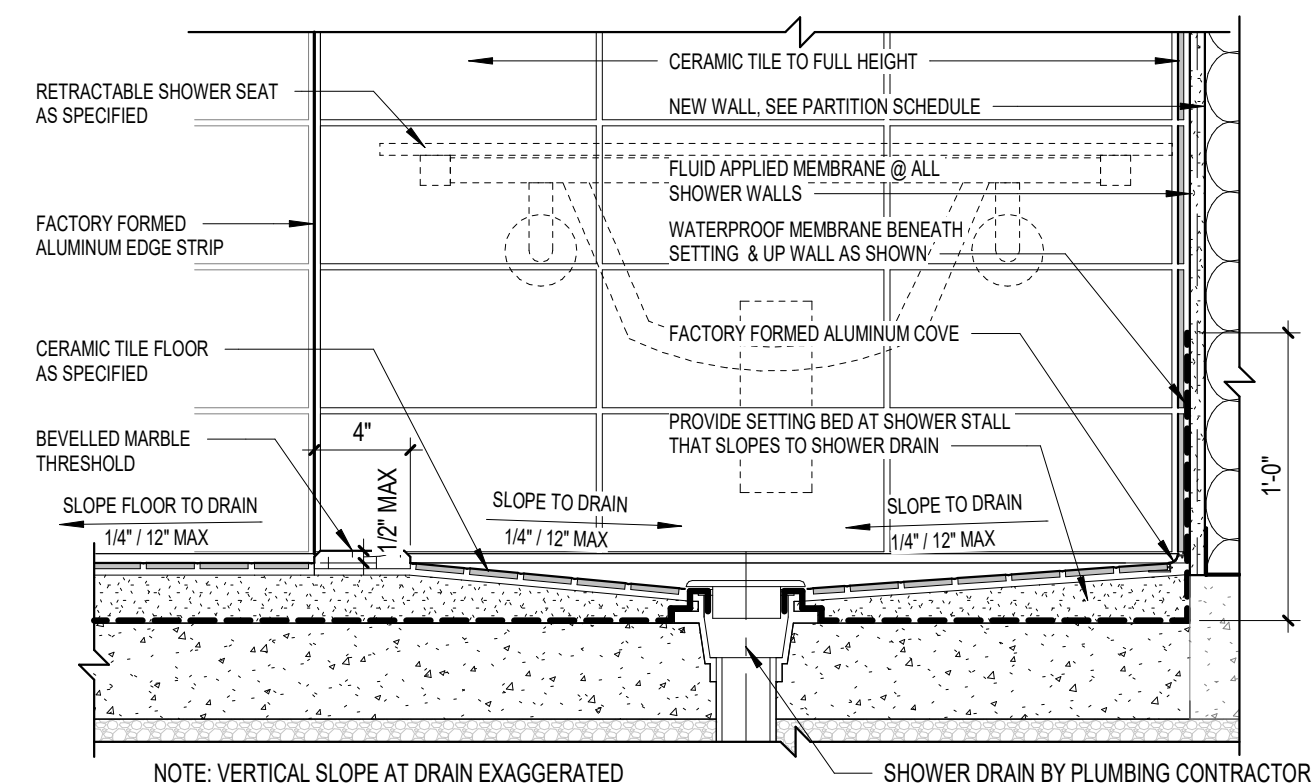 CERAMIC TILE TO FULL HEIGHT
RETRACTABLE SHOWER SEAT
AS SPECIFIED
NEW WALL, SEE PARTITION SCHEDULE
FLUID APPLIED MEMBRANE @ ALL
SHOWER WALLS
FACTORY FORMED
ALUMINUM EDGE STRIP
WATERPROOF MEMBRANE BENEATH
SETTING & UP WALL AS SHOWN
FACTORY FORMED ALUMINUM COVE
CERAMIC TILE FLOOR
AS SPECIFIED
PROVIDE SETTING BED AT SHOWER STALL
THAT SLOPES TO SHOWER DRAIN
BEVELLED MARBLE
THRESHOLD
4"
1/2" MAX
1'-0"
SLOPE FLOOR TO DRAIN
1/4" / 12" MAX
SLOPE TO DRAIN
1/4" / 12" MAX
SLOPE TO DRAIN
1/4" / 12" MAX
NOTE: VERTICAL SLOPE AT DRAIN EXAGGERATED
SHOWER DRAIN BY PLUMBING CONTRACTOR